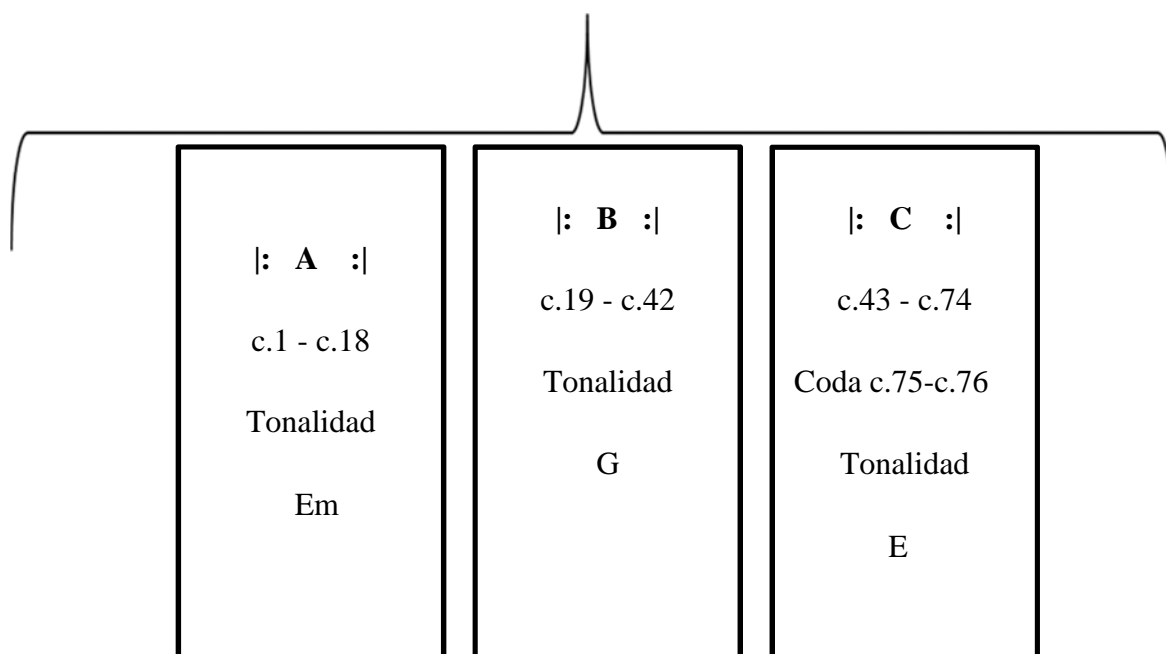 |: A :|
c.1 - c.18
Tonalidad
Em
|: B :|
c.19 - c.42
Tonalidad
G
|: C :|
c.43 - c.74
Coda c.75-c.76
Tonalidad
E